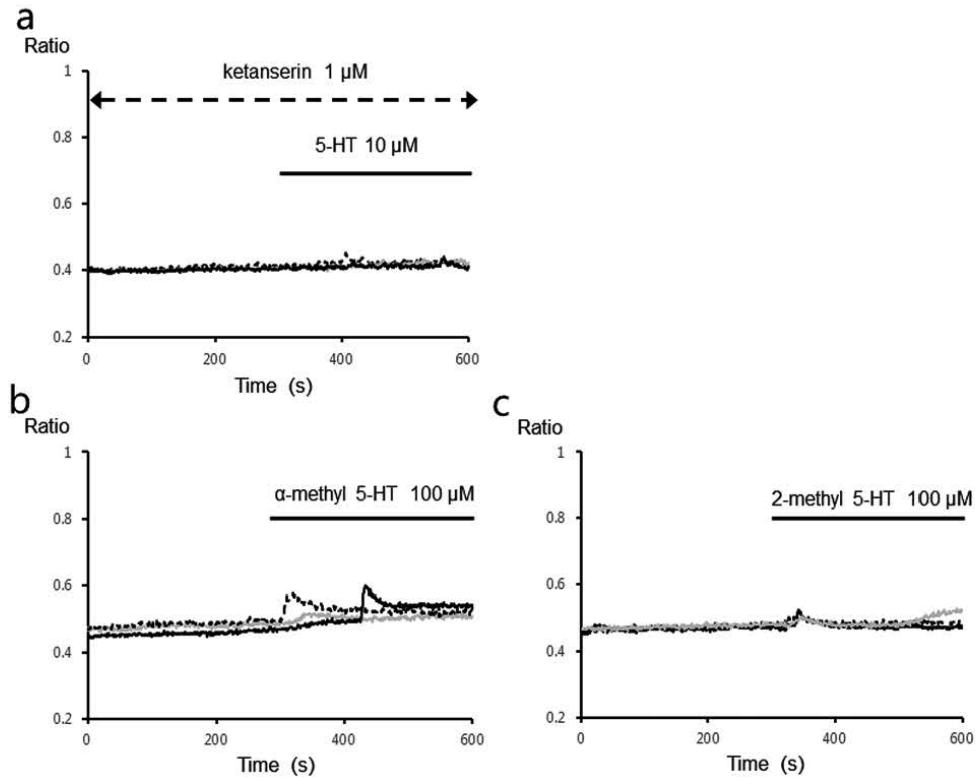 a
Ratio
1
ketanserin 1 µM
0.8
5-HT 10 µM
0.6
0.4
0.2
0 200 400 600
Time (s)
b
Ratio
1
α-methyl 5-HT 100 µM
0.8
0.6
0.4
0.2
0 200 400 600
Time (s)
c
Ratio
1
2-methyl 5-HT 100 µM
0.8
0.6
0.4
0.2
0 200 400 600
Time (s)